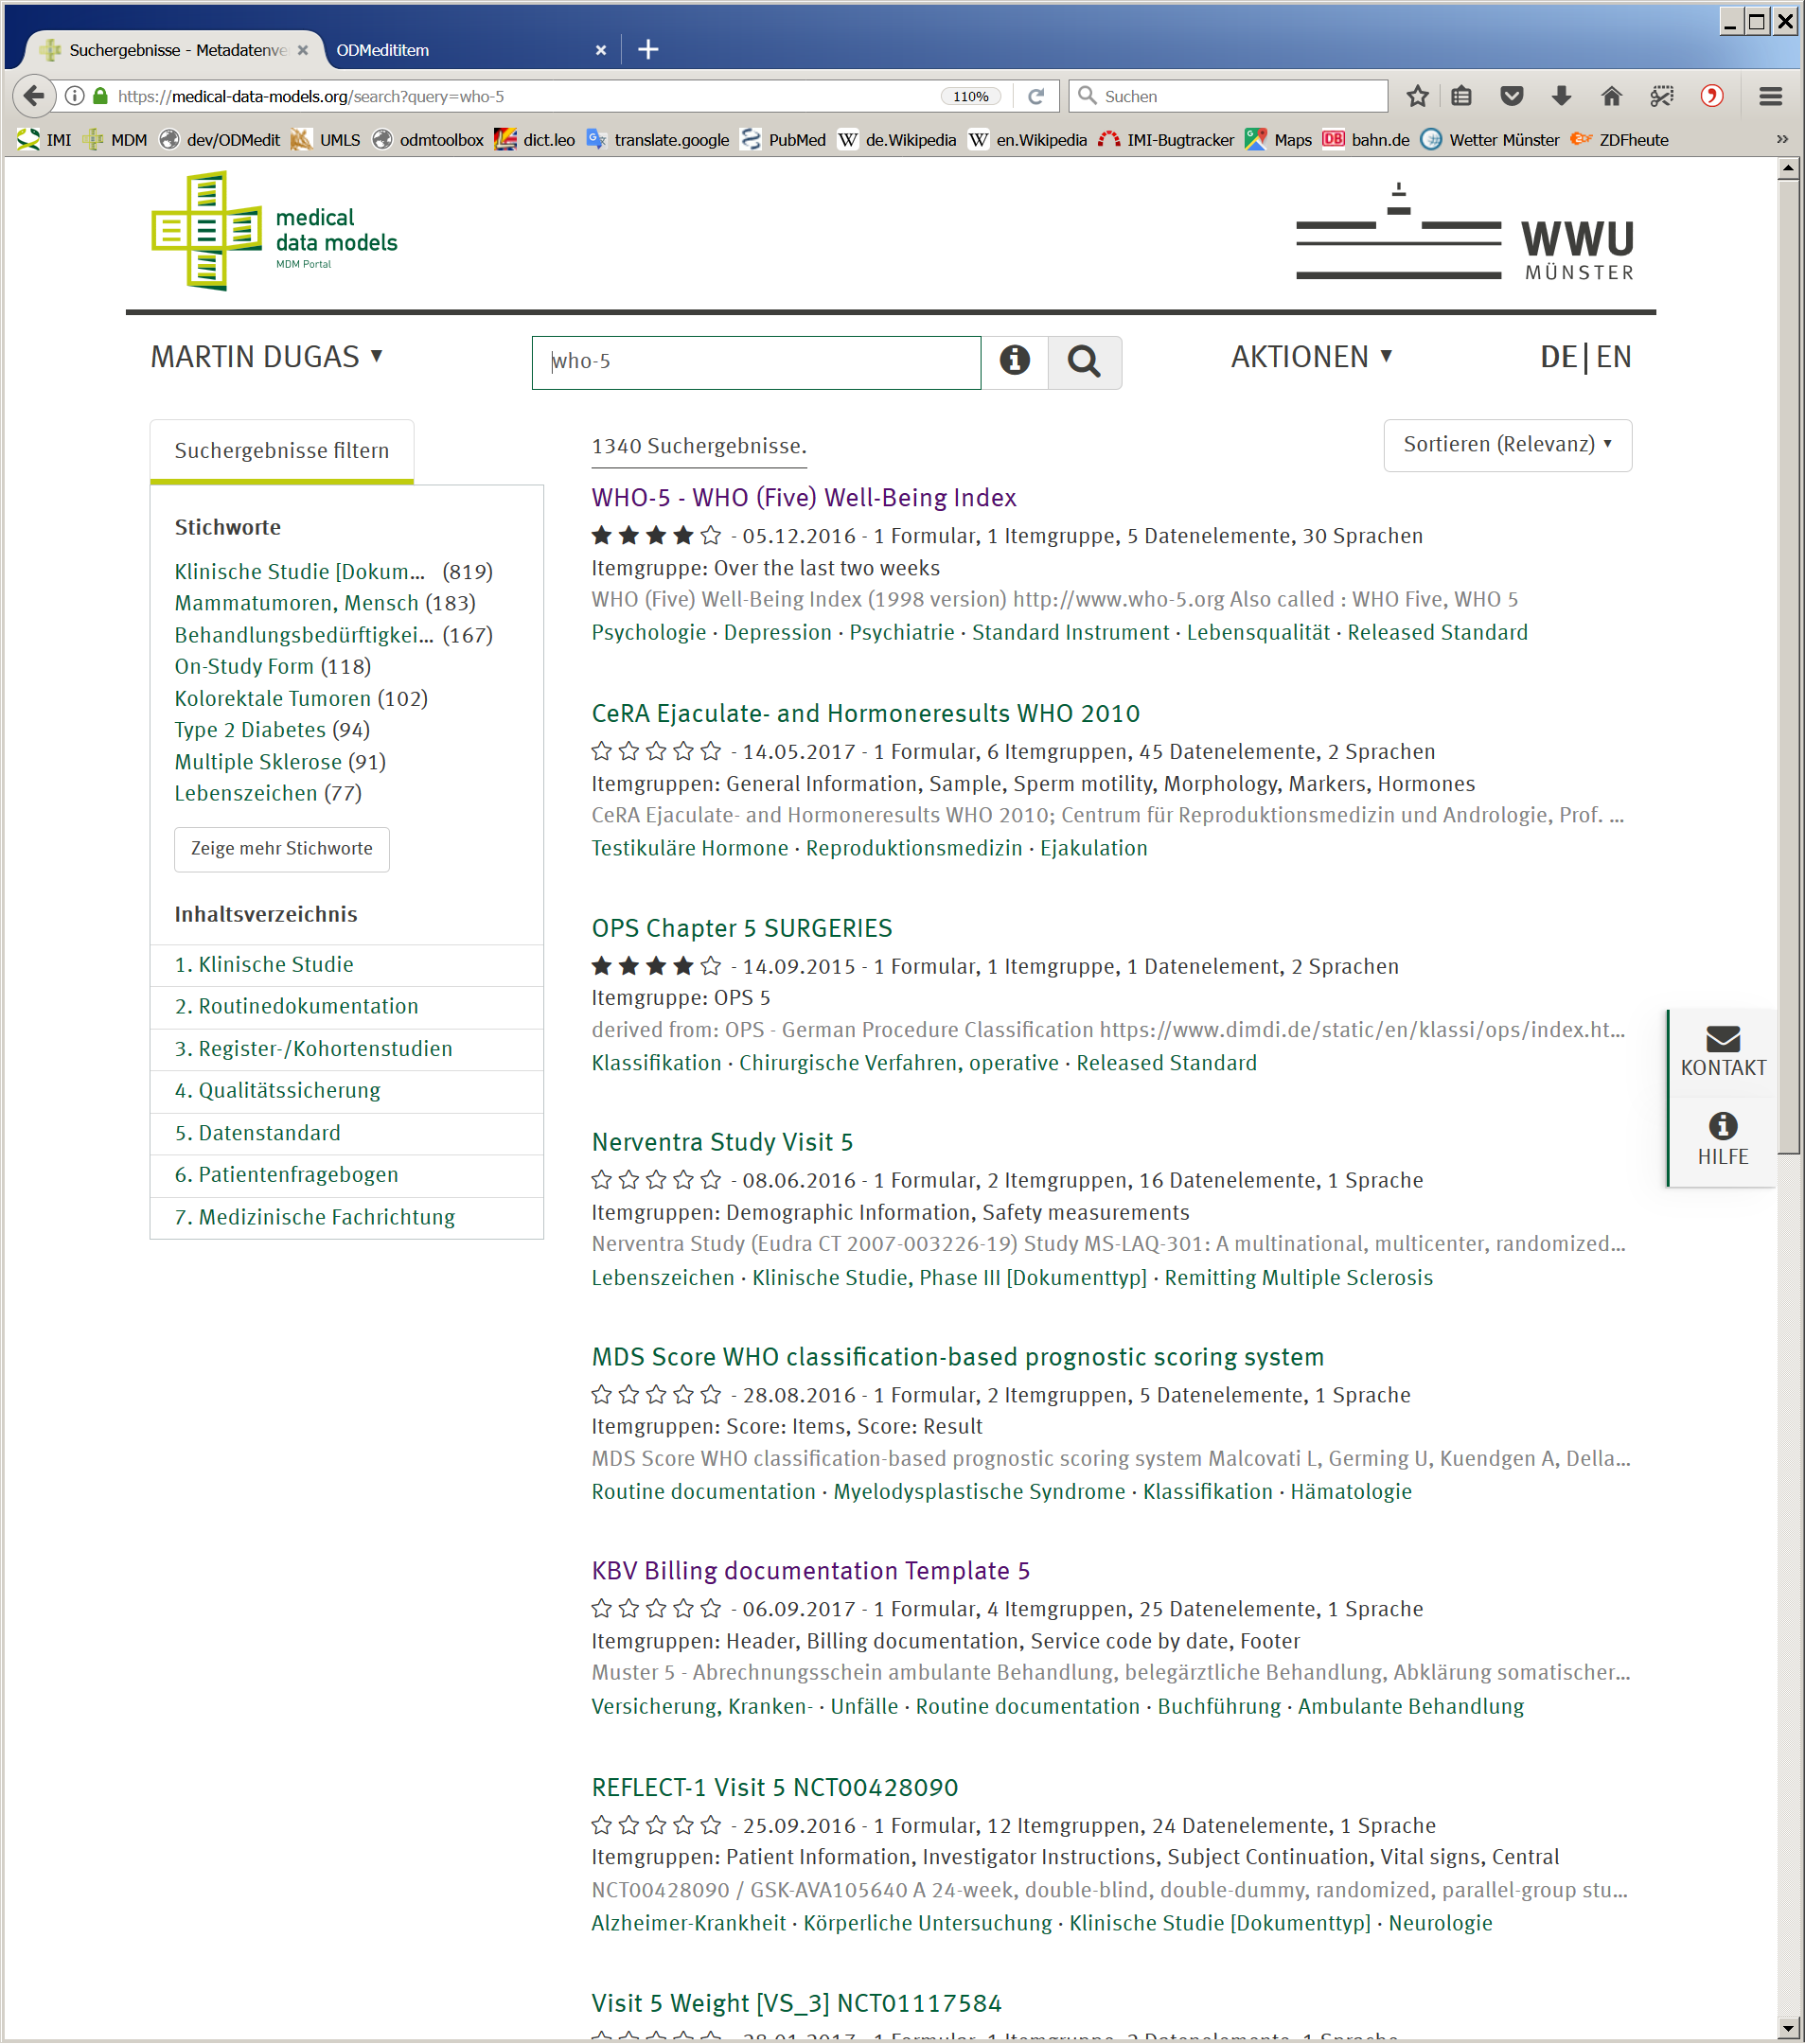 Suchergebnisse - Metadatenve
ODMedititem
https://medical-data-models.org/search?query=who-5
110%
Suchen
IMI MDM dev/ODMedit UMLS odmtoolbox dict.leo translate.google PubMed de.Wikipedia en.Wikipedia IMI-Bugtracker Maps bahn.de Wetter Münster ZDFheute »
medical
data models
MDM Portal
WWU
MÜNSTER
MARTIN DUGAS ▼
who-5
AKTIONEN ▼
DE|EN
Suchergebnisse filtern
Stichworte
Klinische Studie [Dokum... (819)
Mammatumoren, Mensch (183)
Behandlungsbedürftigkei... (167)
On-Study Form (118)
Kolorektale Tumoren (102)
Type 2 Diabetes (94)
Multiple Sklerose (91)
Lebenszeichen (77)
Zeige mehr Stichworte
Inhaltsverzeichnis
1. Klinische Studie
2. Routinedokumentation
3. Register-/Kohortenstudien
4. Qualitätssicherung
5. Datenstandard
6. Patientenfragebogen
7. Medizinische Fachrichtung
1340 Suchergebnisse.
Sortieren (Relevanz) ▼
WHO-5 - WHO (Five) Well-Being Index
★★★★☆ - 05.12.2016 - 1 Formular, 1 Itemgruppe, 5 Datenelemente, 30 Sprachen
Itemgruppe: Over the last two weeks
WHO (Five) Well-Being Index (1998 version) http://www.who-5.org Also called : WHO Five, WHO 5
Psychologie · Depression · Psychiatrie · Standard Instrument · Lebensqualität · Released Standard
CeRA Ejaculate- and Hormoneresults WHO 2010
☆☆☆☆☆ - 14.05.2017 - 1 Formular, 6 Itemgruppen, 45 Datenelemente, 2 Sprachen
Itemgruppen: General Information, Sample, Sperm motility, Morphology, Markers, Hormones
CeRA Ejaculate- and Hormoneresults WHO 2010; Centrum für Reproduktionsmedizin und Andrologie, Prof. ...
Testikuläre Hormone · Reproduktionsmedizin · Ejakulation
OPS Chapter 5 SURGERIES
★★★★☆ - 14.09.2015 - 1 Formular, 1 Itemgruppe, 1 Datenelement, 2 Sprachen
Itemgruppe: OPS 5
derived from: OPS - German Procedure Classification https://www.dimdi.de/static/en/klassi/ops/index.ht...
Klassifikation · Chirurgische Verfahren, operative · Released Standard
Nerventra Study Visit 5
☆☆☆☆☆ - 08.06.2016 - 1 Formular, 2 Itemgruppen, 16 Datenelemente, 1 Sprache
Itemgruppen: Demographic Information, Safety measurements
Nerventra Study (Eudra CT 2007-003226-19) Study MS-LAQ-301: A multinational, multicenter, randomized...
Lebenszeichen · Klinische Studie, Phase III [Dokumenttyp] · Remitting Multiple Sclerosis
MDS Score WHO classification-based prognostic scoring system
☆☆☆☆☆ - 28.08.2016 - 1 Formular, 2 Itemgruppen, 5 Datenelemente, 1 Sprache
Itemgruppen: Score: Items, Score: Result
MDS Score WHO classification-based prognostic scoring system Malcovati L, Germing U, Kuendgen A, Della...
Routine documentation · Myelodysplastische Syndrome · Klassifikation · Hämatologie
KBV Billing documentation Template 5
☆☆☆☆☆ - 06.09.2017 - 1 Formular, 4 Itemgruppen, 25 Datenelemente, 1 Sprache
Itemgruppen: Header, Billing documentation, Service code by date, Footer
Muster 5 - Abrechnungsschein ambulante Behandlung, belegärztliche Behandlung, Abklärung somatischer...
Versicherung, Kranken- · Unfälle · Routine documentation · Buchführung · Ambulante Behandlung
REFLECT-1 Visit 5 NCT00428090
☆☆☆☆☆ - 25.09.2016 - 1 Formular, 12 Itemgruppen, 24 Datenelemente, 1 Sprache
Itemgruppen: Patient Information, Investigator Instructions, Subject Continuation, Vital signs, Central
NCT00428090 / GSK-AVA105640 A 24-week, double-blind, double-dummy, randomized, parallel-group stu...
Alzheimer-Krankheit · Körperliche Untersuchung · Klinische Studie [Dokumenttyp] · Neurologie
Visit 5 Weight [VS_3] NCT01117584
☆☆☆☆☆ - 28.01.2017 - 1 Formular, 1 Itemgruppe, 2 Datenelemente, 1 Sprache
KONTAKT
HILFE